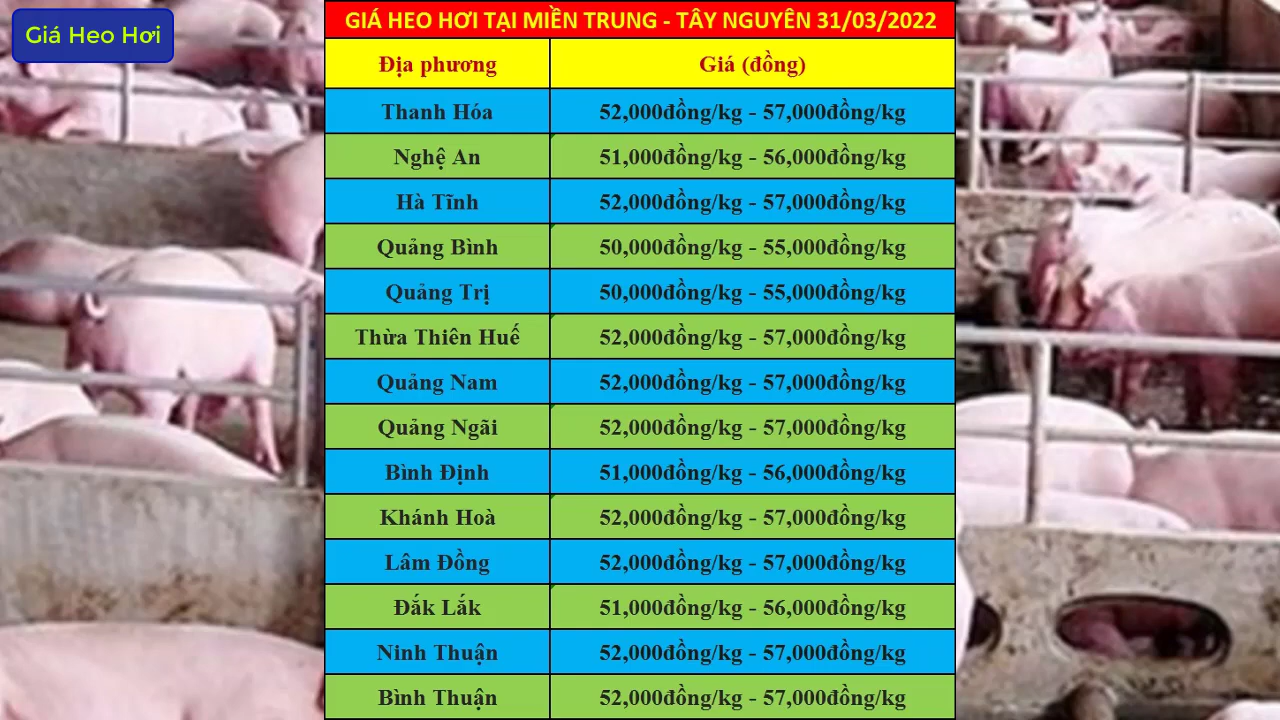 Giá Heo Hơi
GIÁ HEO HƠI TẠI MIỀN TRUNG - TÂY NGUYÊN 31/03/2022
Địa phương Giá (đồng)
Thanh Hóa 52,000đồng/kg - 57,000đồng/kg
Nghệ An 51,000đồng/kg - 56,000đồng/kg
Hà Tĩnh 52,000đồng/kg - 57,000đồng/kg
Quảng Bình 50,000đồng/kg - 55,000đồng/kg
Quảng Trị 50,000đồng/kg - 55,000đồng/kg
Thừa Thiên Huế 52,000đồng/kg - 57,000đồng/kg
Quảng Nam 52,000đồng/kg - 57,000đồng/kg
Quảng Ngãi 52,000đồng/kg - 57,000đồng/kg
Bình Định 51,000đồng/kg - 56,000đồng/kg
Khánh Hoà 52,000đồng/kg - 57,000đồng/kg
Lâm Đồng 52,000đồng/kg - 57,000đồng/kg
Đắk Lắk 51,000đồng/kg - 56,000đồng/kg
Ninh Thuận 52,000đồng/kg - 57,000đồng/kg
Bình Thuận 52,000đồng/kg - 57,000đồng/kg